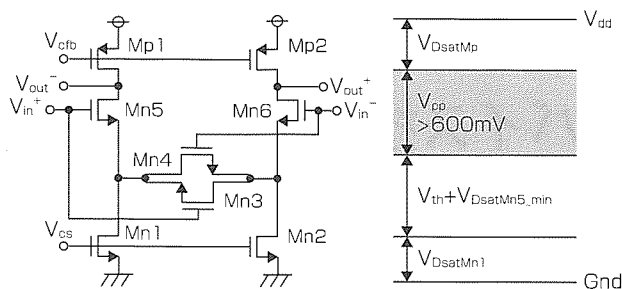 V_cfb
Mp1
Mp2
V_out^-
V_out^+
V_in^+
Mn5
Mn6
V_in^-
Mn4
Mn3
V_cs
Mn1
Mn2
V_dd
V_DsatMp
V_pp
>600mV
V_th+V_DsatMn5_min
V_DsatMn1
Gnd